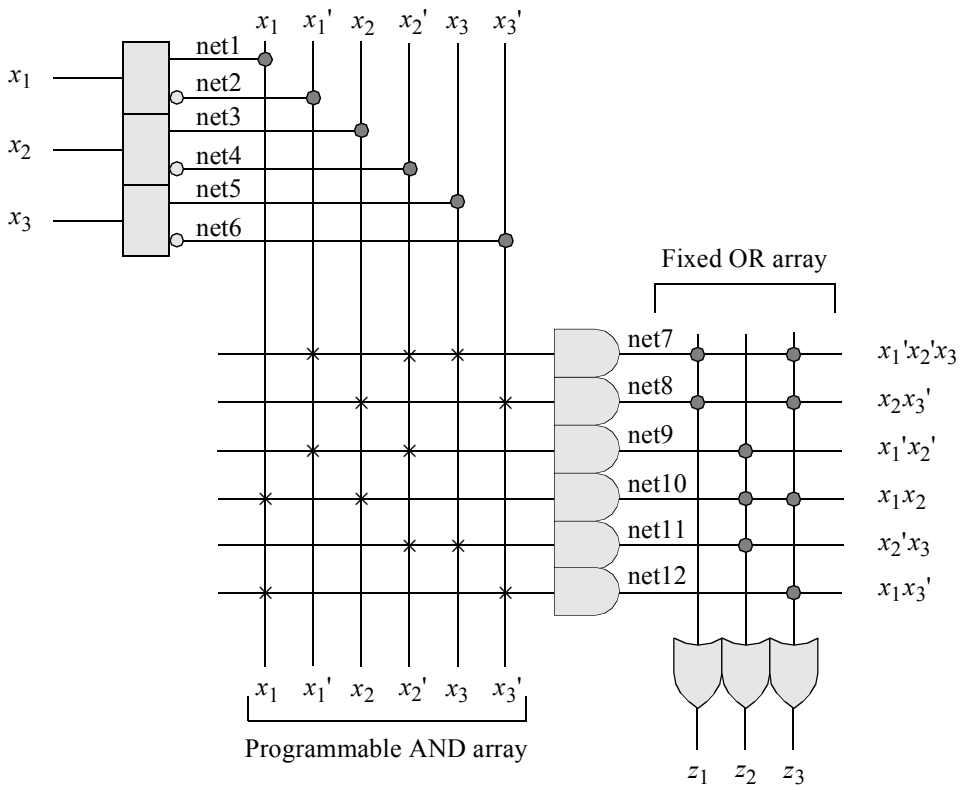 x₁ x₁' x₂ x₂' x₃ x₃'
net1
x₁
net2
net3
x₂
net4
net5
x₃
net6
Fixed OR array
net7 x₁'x₂'x₃
net8 x₂x₃'
net9 x₁'x₂'
net10 x₁x₂
net11 x₂'x₃
net12 x₁x₃'
x₁ x₁' x₂ x₂' x₃ x₃'
Programmable AND array
z₁ z₂ z₃